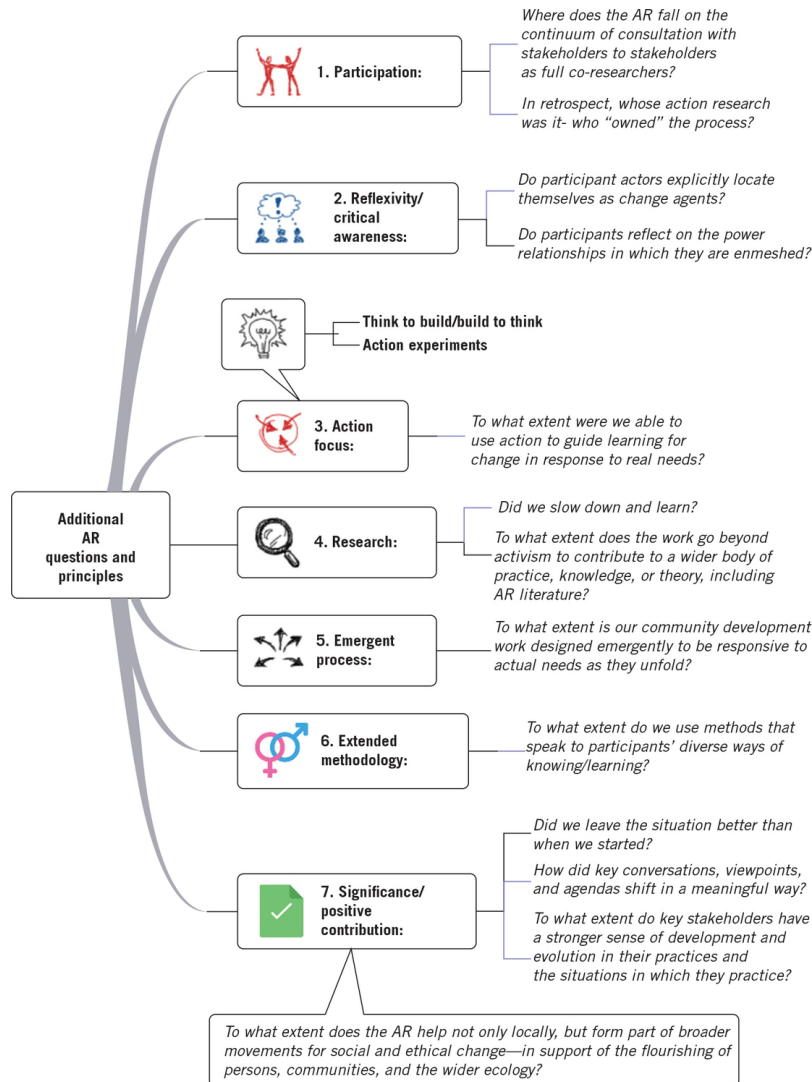 Where does the AR fall on the
continuum of consultation with
stakeholders to stakeholders
as full co-researchers?
1. Participation:
In retrospect, whose action research
was it- who “owned” the process?
Do participant actors explicitly locate
themselves as change agents?
2. Reflexivity/
critical
awareness:
Do participants reflect on the power
relationships in which they are enmeshed?
Think to build/build to think
Action experiments
3. Action
focus:
To what extent were we able to
use action to guide learning for
change in response to real needs?
Additional
AR
questions and
principles
Did we slow down and learn?
4. Research:
To what extent does the work go beyond
activism to contribute to a wider body of
practice, knowledge, or theory, including
AR literature?
5. Emergent
process:
To what extent is our community development
work designed emergently to be responsive to
actual needs as they unfold?
6. Extended
methodology:
To what extent do we use methods that
speak to participants’ diverse ways of
knowing/learning?
Did we leave the situation better than
when we started?
7. Significance/
positive
contribution:
How did key conversations, viewpoints,
and agendas shift in a meaningful way?
To what extent do key stakeholders have
a stronger sense of development and
evolution in their practices and
the situations in which they practice?
To what extent does the AR help not only locally, but form part of broader
movements for social and ethical change—in support of the flourishing of
persons, communities, and the wider ecology?